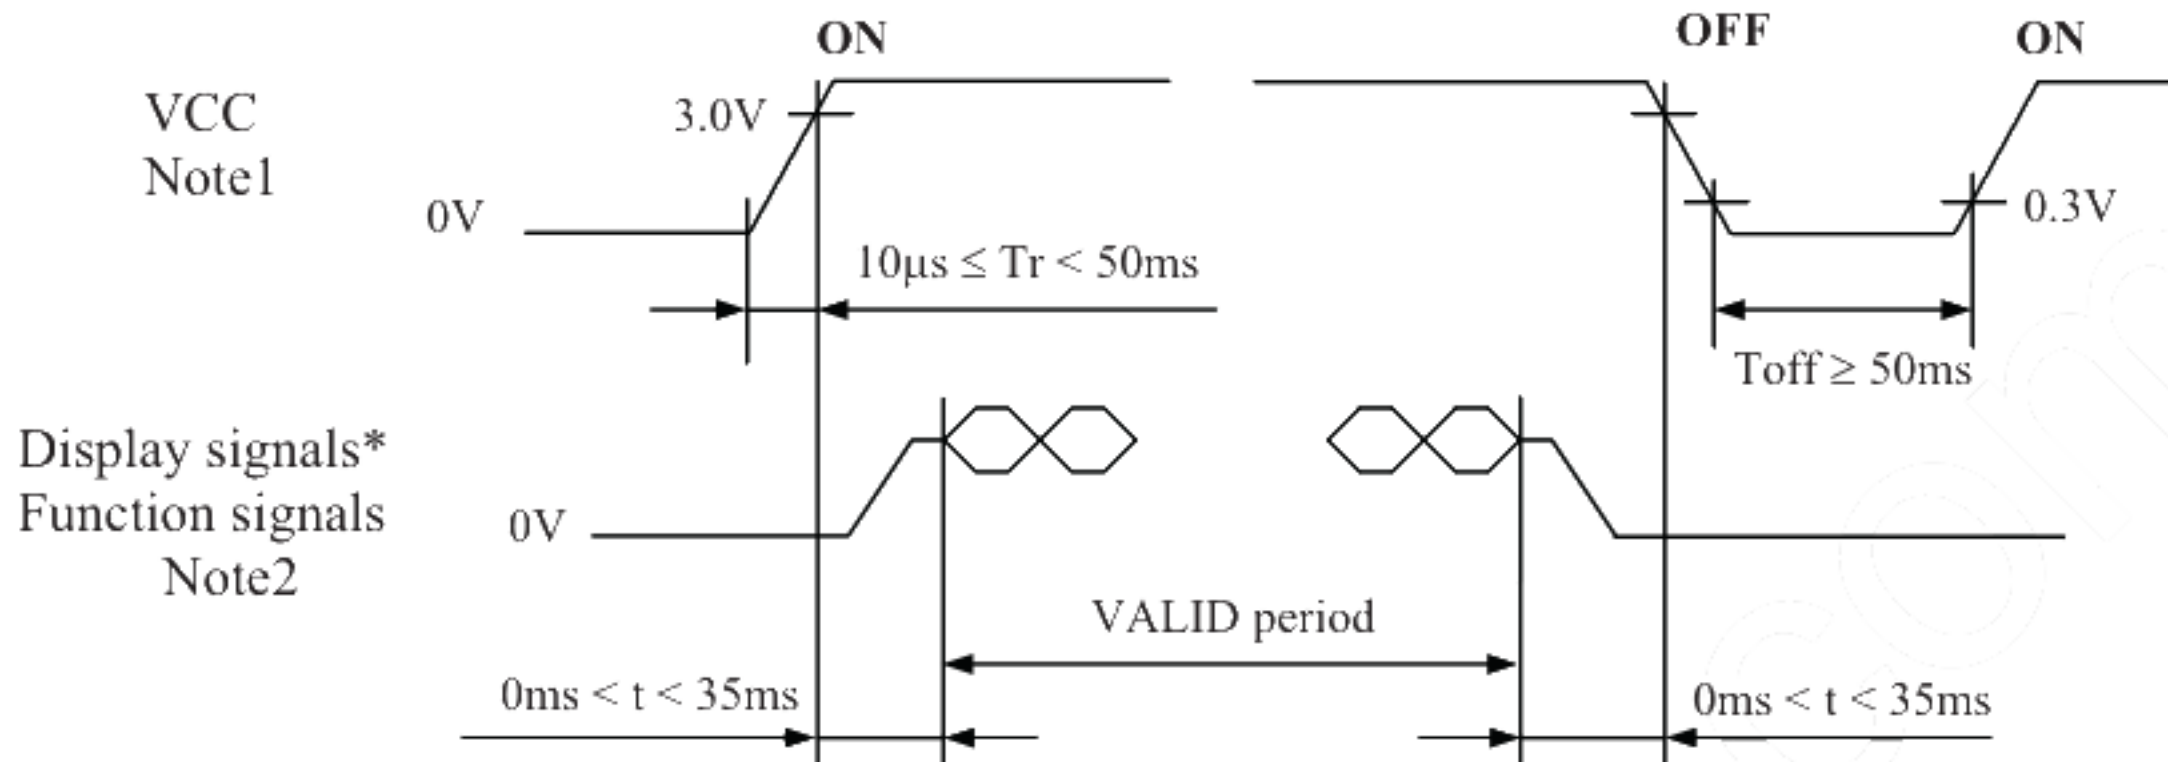 ON
OFF
ON
VCC
Note1
3.0V
0V
0.3V
10μs ≤ Tr < 50ms
Toff ≥ 50ms
Display signals*
Function signals
Note2
0V
VALID period
0ms < t < 35ms
0ms < t < 35ms